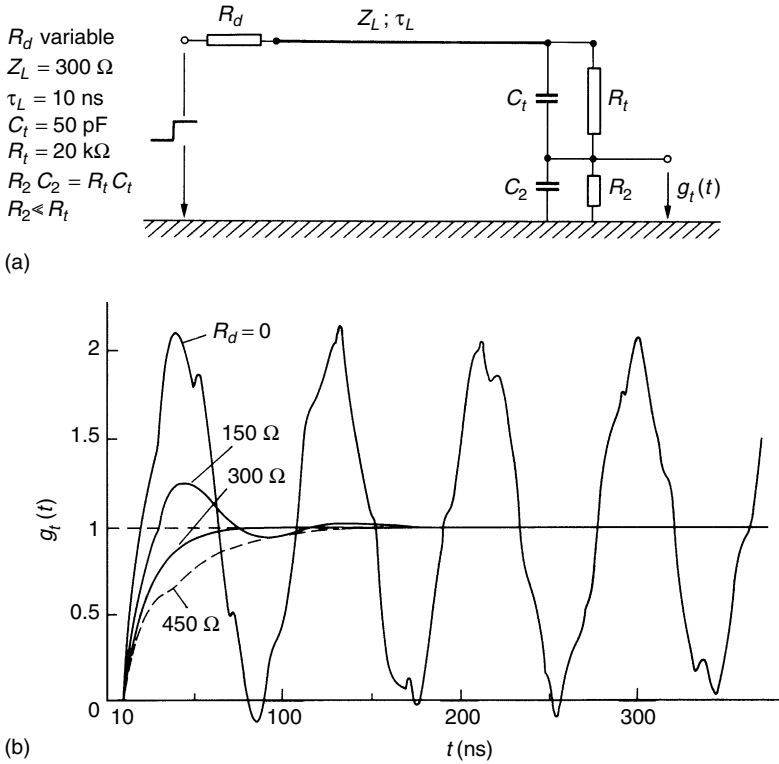 R_d
Z_L ; τ_L
R_d variable
Z_L = 300 Ω
τ_L = 10 ns
C_t = 50 pF
R_t = 20 kΩ
R_2 C_2 = R_t C_t
R_2 ≪ R_t
C_t
R_t
C_2
R_2
g_t(t)
(a)
g_t(t)
2
1.5
1
0.5
0
R_d = 0
150 Ω
300 Ω
450 Ω
10
100
200
300
t (ns)
(b)